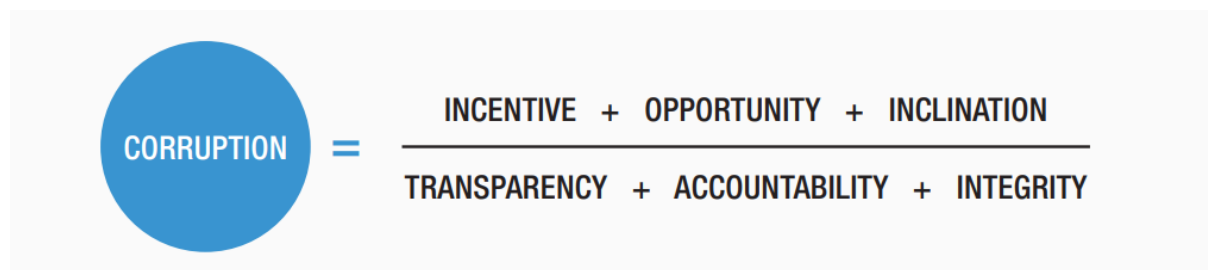 INCENTIVE + OPPORTUNITY + INCLINATION
CORRUPTION =
TRANSPARENCY + ACCOUNTABILITY + INTEGRITY